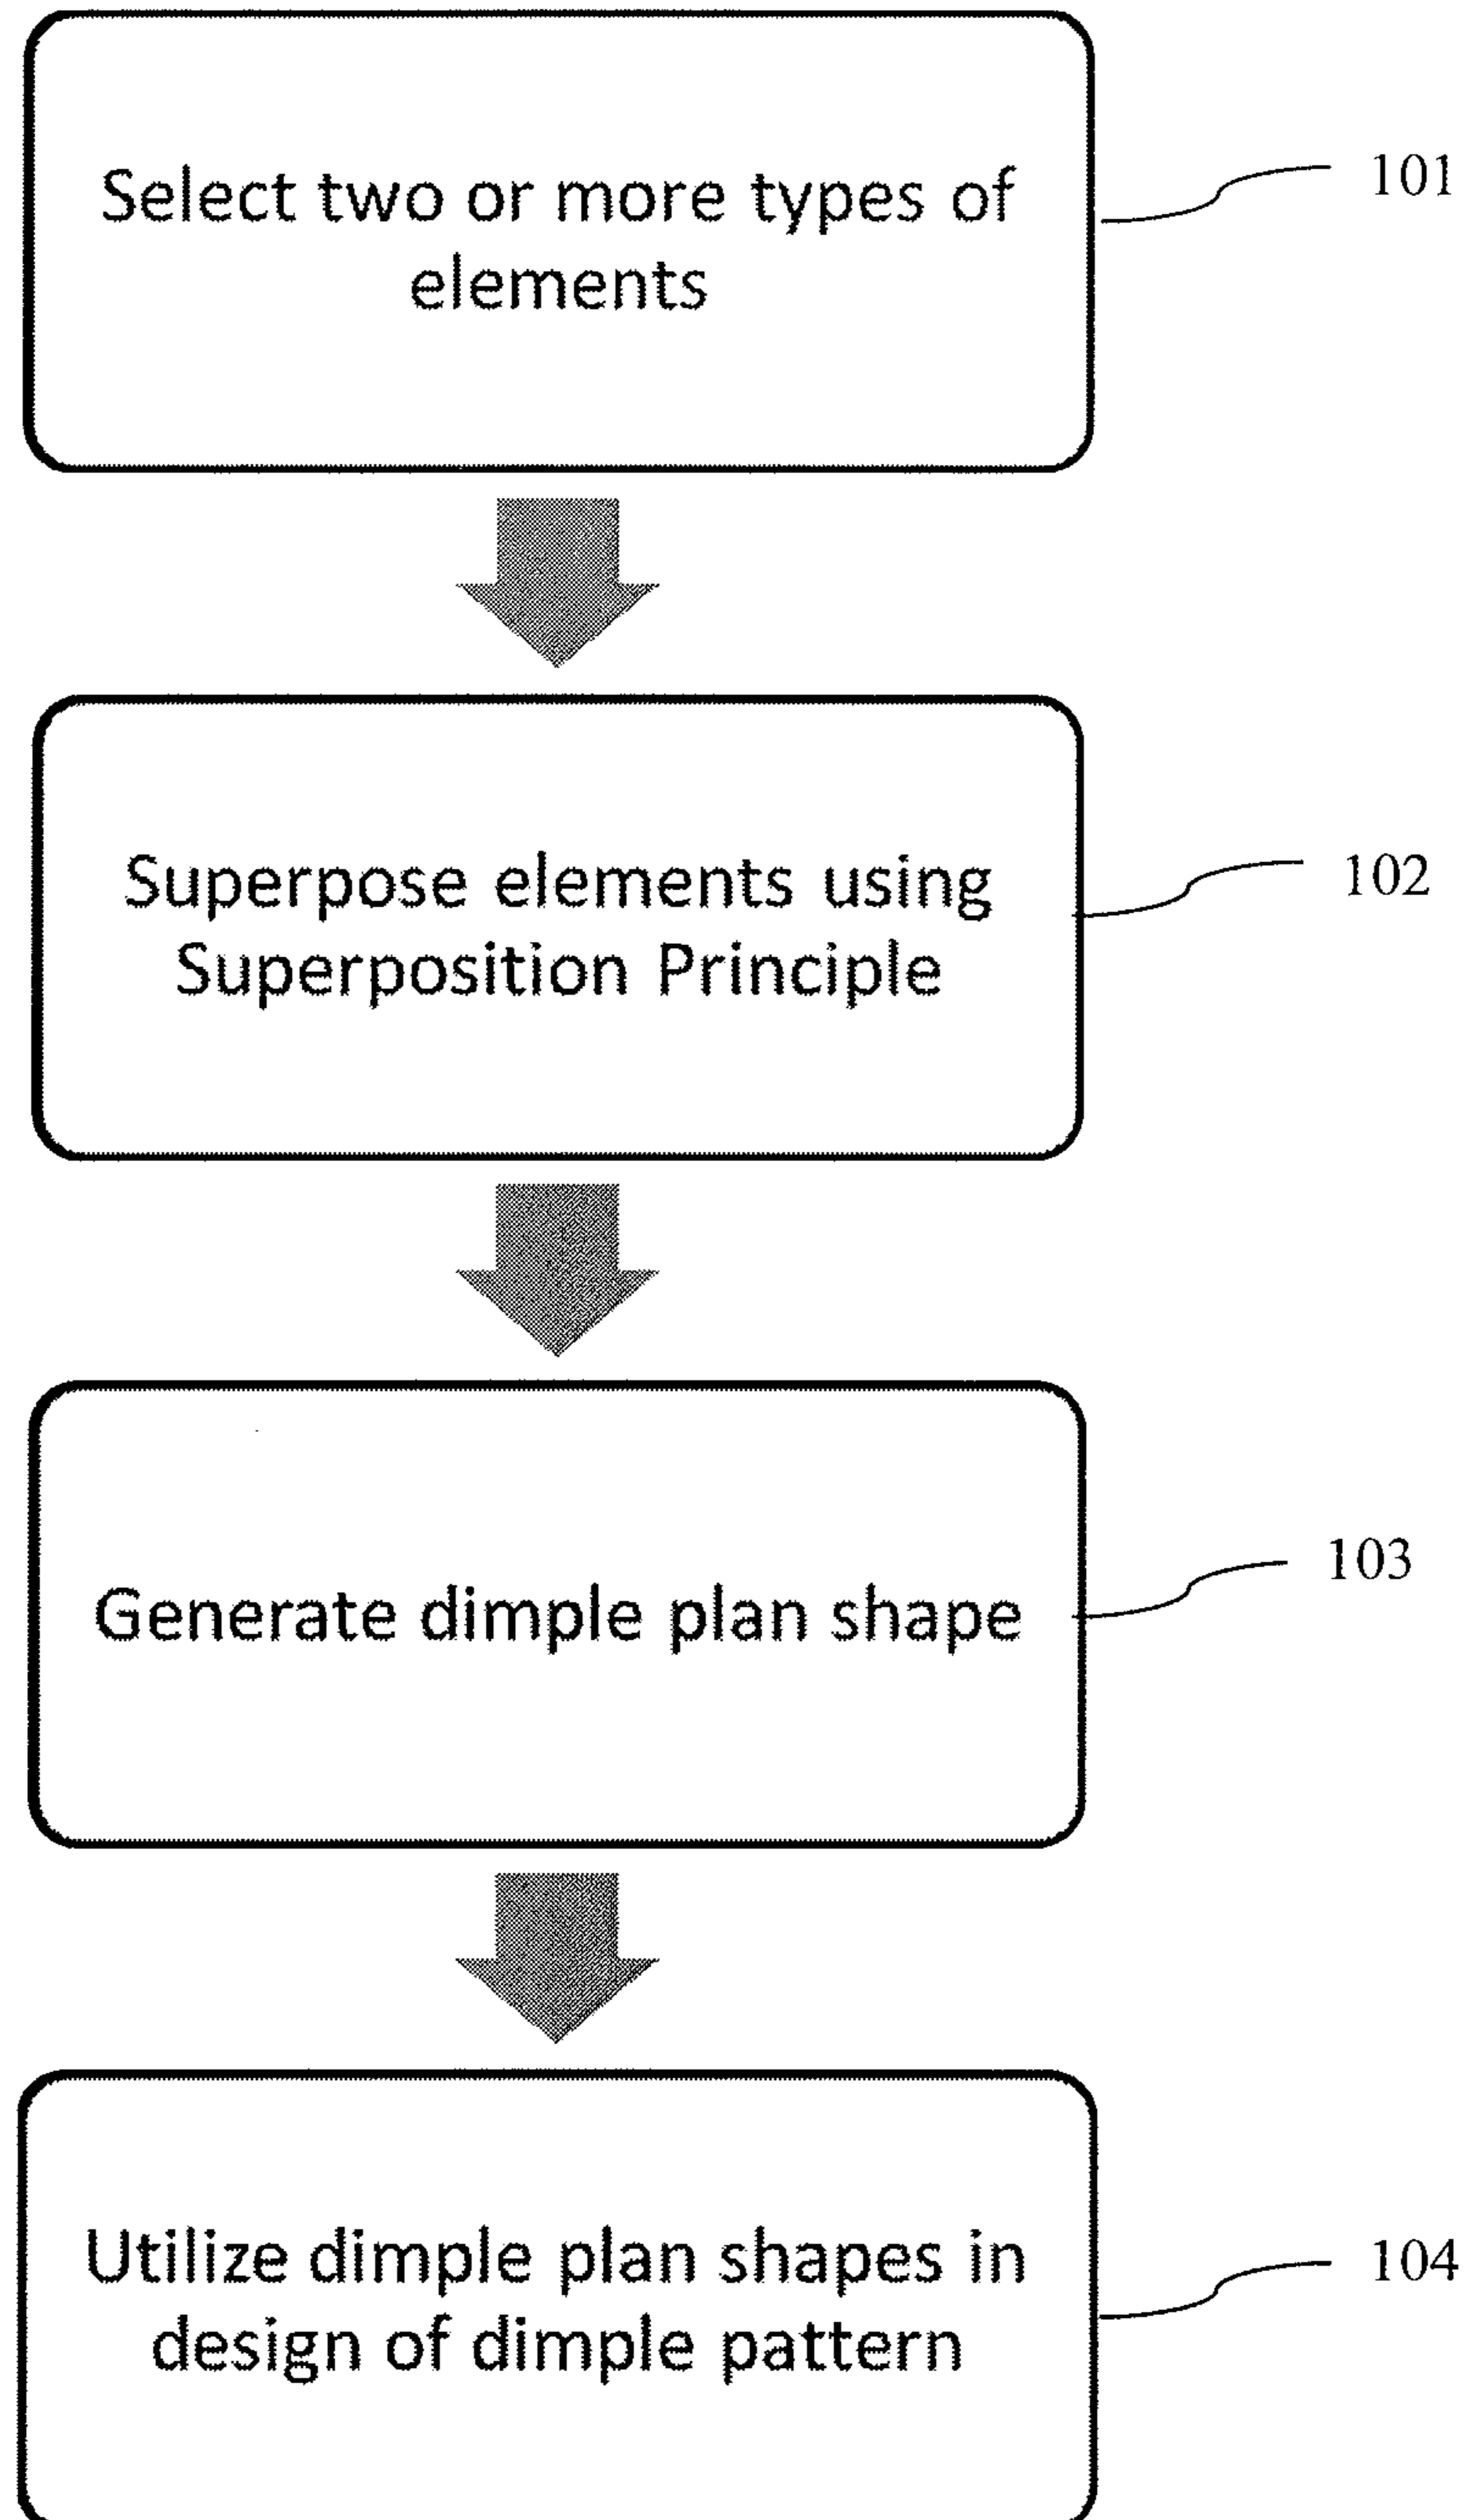 Select two or more types of
elements
101
Superpose elements using
Superposition Principle
102
Generate dimple plan shape
103
Utilize dimple plan shapes in
design of dimple pattern
104